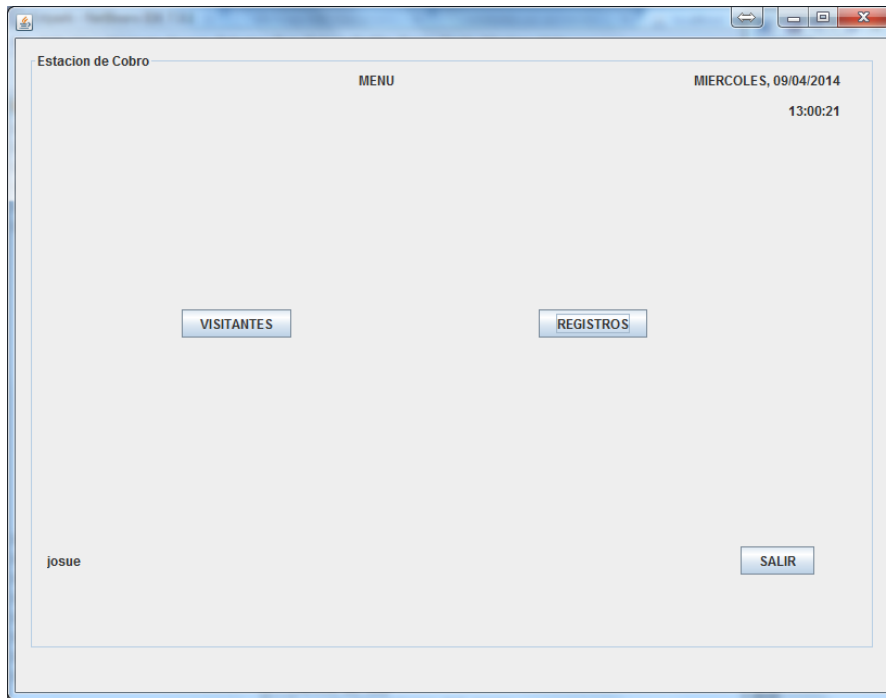 Estacion de Cobro
MENU
MIERCOLES, 09/04/2014
13:00:21
VISITANTES
REGISTROS
josue
SALIR